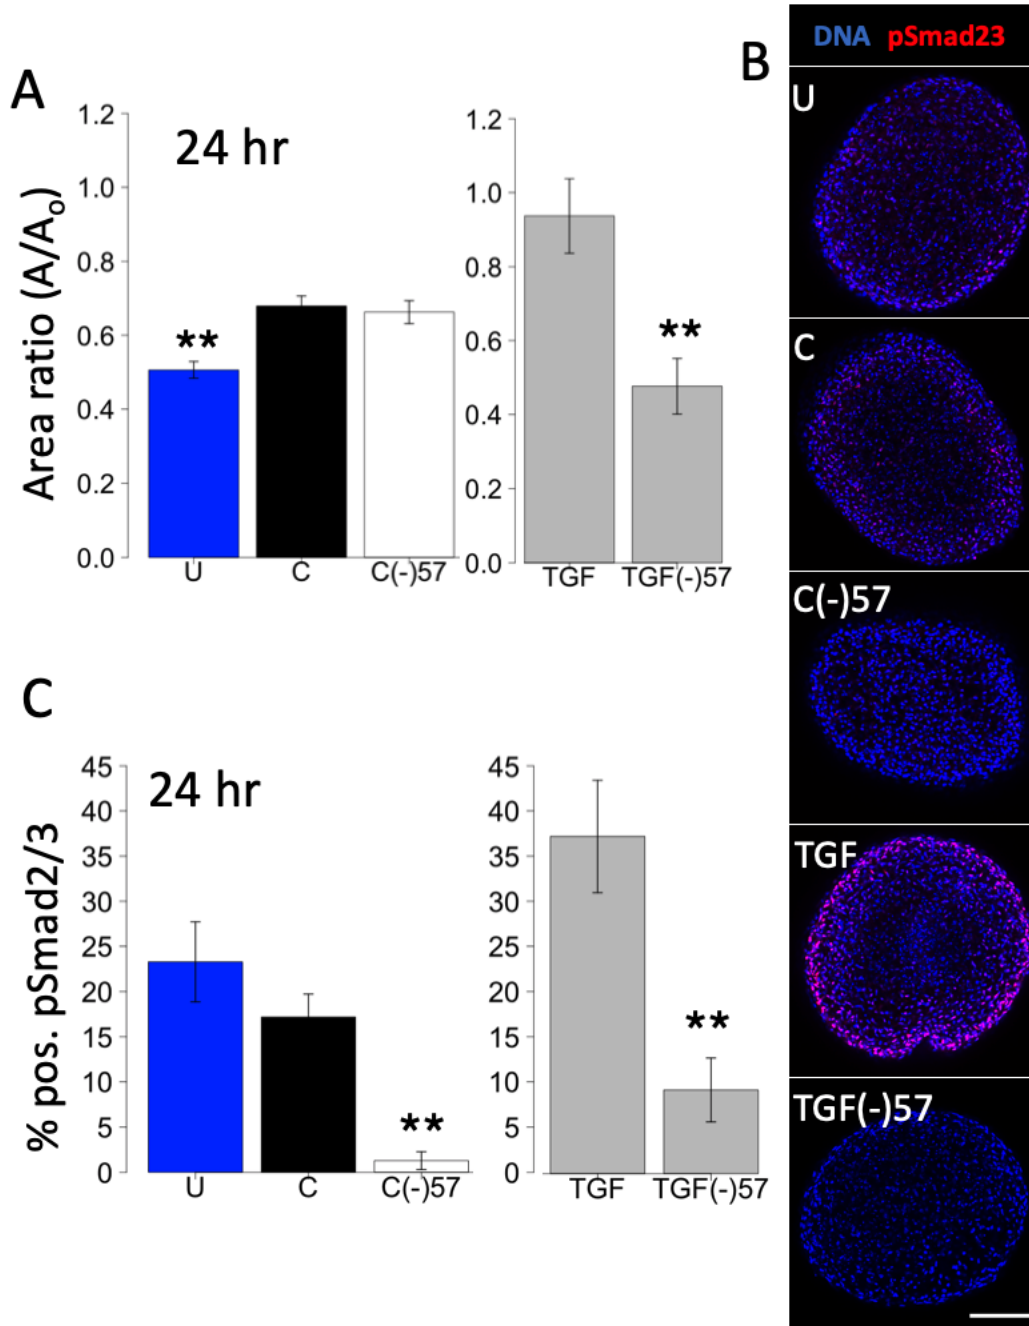 A
24 hr
Area ratio (A/Ao)
1.2
1.0
0.8
0.6
0.4
0.2
0.0
**
U
C
C(-)57
1.2
1.0
0.8
0.6
0.4
0.2
0.0
**
TGF
TGF(-)57
B
DNA pSmad23
U
C
C(-)57
TGF
TGF(-)57
C
24 hr
% pos. pSmad2/3
45
40
35
30
25
20
15
10
5
0
**
U
C
C(-)57
45
40
35
30
25
20
15
10
5
0
**
TGF
TGF(-)57